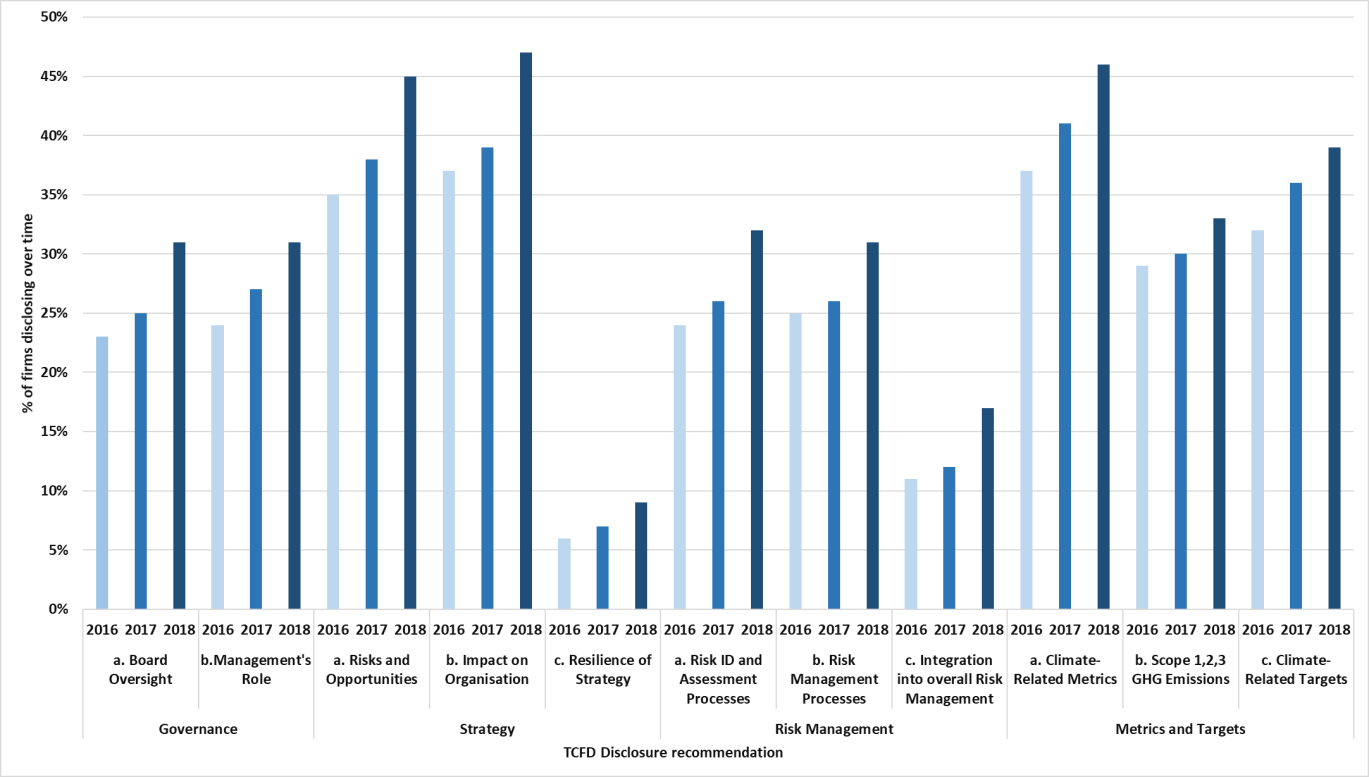 50%
45%
40%
35%
30%
25%
20%
15%
10%
5%
0%
% of firms disclosing over time
2016 2017 2018 2016 2017 2018 2016 2017 2018 2016 2017 2018 2016 2017 2018 2016 2017 2018 2016 2017 2018 2016 2017 2018 2016 2017 2018 2016 2017 2018 2016 2017 2018
a. Board
Oversight
b.Management's
Role
a. Risks and
Opportunities
b. Impact on
Organisation
c. Resilience of
Strategy
a. Risk ID and
Assessment
Processes
b. Risk
Management
Processes
c. Integration
into overall Risk
Management
a. Climate-
Related Metrics
b. Scope 1,2,3
GHG Emissions
c. Climate-
Related Targets
Governance
Strategy
Risk Management
Metrics and Targets
TCFD Disclosure recommendation